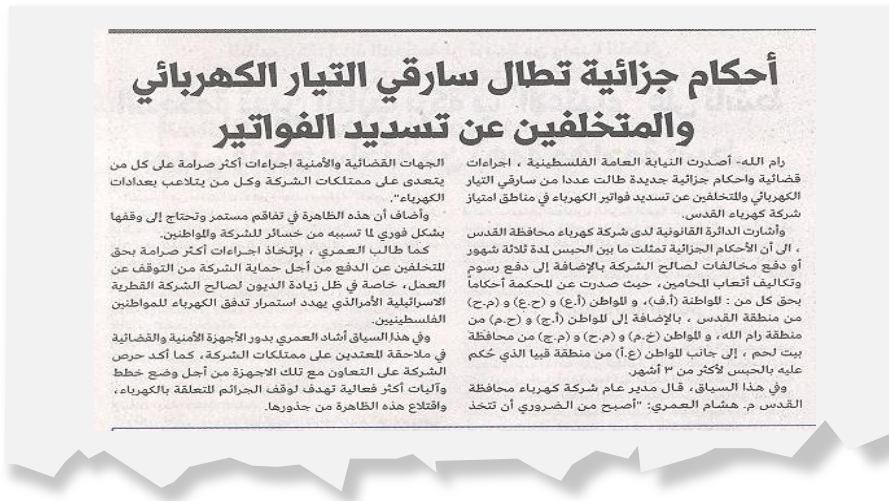 أحكام جزائية تطال سارقي التيار الكهربائي
والمتخلفين عن تسديد الفواتير
رام الله- أصدرت النيابة العامة الفلسطينية ، اجراءات
قضائية واحكام جزائية جديدة طالت عددا من سارقي التيار
الكهربائي والمتخلفين عن تسديد فواتير الكهرباء في مناطق امتياز
شركة كهرباء القدس.
وأشارت الدائرة القانونية لدى شركة كهرباء محافظة القدس
، الى أن الأحكام الجزائية تمثلت ما بين الحبس لمدة ثلاثة شهور
أو دفع مخالفات لصالح الشركة بالإضافة إلى دفع رسوم
وتكاليف أتعاب المحامين، حيث صدرت عن المحكمة أحكاماً
بحق كل من : المواطنة (أ.ف)، و المواطن (أ.ع) و (ح.ع) و (م.ح)
من منطقة القدس ، بالإضافة إلى المواطن (أ.ج) و (ح.م) من
منطقة رام الله، و المواطن (خ.م) و (م.ح) و (م.ج) من محافظة
بيت لحم ، إلى جانب المواطن (ع.أ) من منطقة قبيا الذي حُكم
عليه بالحبس لأكثر من ٣ أشهر.
وفي هذا السياق، قال مدير عام شركة كهرباء محافظة
القدس م. هشام العمري: "أصبح من الضروري أن تتخذ
الجهات القضائية والأمنية اجراءات أكثر صرامة على كل من
يتعدى على ممتلكات الشركة وكل من يتلاعب بعدادات
الكهرباء".
وأضاف أن هذه الظاهرة في تفاقم مستمر وتحتاج إلى وقفها
بشكل فوري لما تسببه من خسائر للشركة والمواطنين.
كما طالب العمري ، بإتخاذ اجراءات أكثر صرامة بحق
المتخلفين عن الدفع من أجل حماية الشركة من التوقف عن
العمل، خاصة في ظل زيادة الديون لصالح الشركة القطرية
الاسرائيلية الأمرالذي يهدد استمرار تدفق الكهرباء للمواطنين
الفلسطينيين.
وفي هذا السياق أشاد العمري بدور الأجهزة الأمنية والقضائية
في ملاحقة المعتدين على ممتلكات الشركة، كما أكد حرص
الشركة على التعاون مع تلك الاجهزة من أجل وضع خطط
وآليات أكثر فعالية تهدف لوقف الجرائم المتعلقة بالكهرباء،
واقتلاع هذه الظاهرة من جذورها.